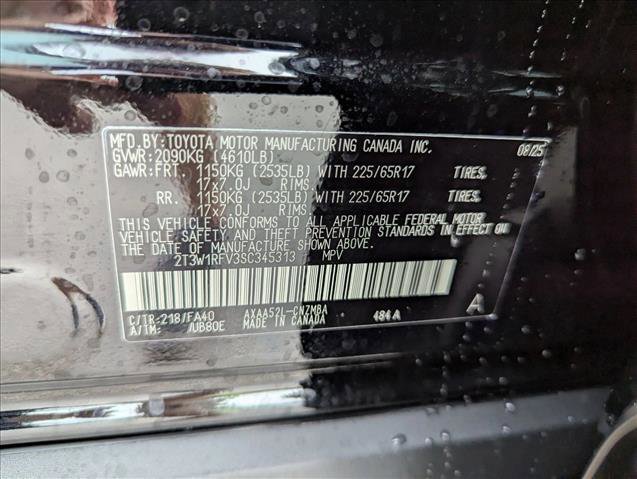 MFD.BY:TOYOTA MOTOR MANUFACTURING CANADA INC. 08/25
GVWR:2090KG (4610LB)
GAWR:FRT. 1150KG (2535LB) WITH 225/65R17 TIRES,
17x7.0J RIMS,
RR. 1150KG (2535LB) WITH 225/65R17 TIRES,
17x7.0J RIMS.
THIS VEHICLE CONFORMS TO ALL APPLICABLE FEDERAL MOTOR
VEHICLE SAFETY AND THEFT PREVENTION STANDARDS IN EFFECT ON
THE DATE OF MANUFACTURE SHOWN ABOVE.
2T3W1RFV3SC345313 MPV
C/TR:218/FA40 AXAA52L-CNZMBA 484A A
A/TM: /UB80E MADE IN CANADA